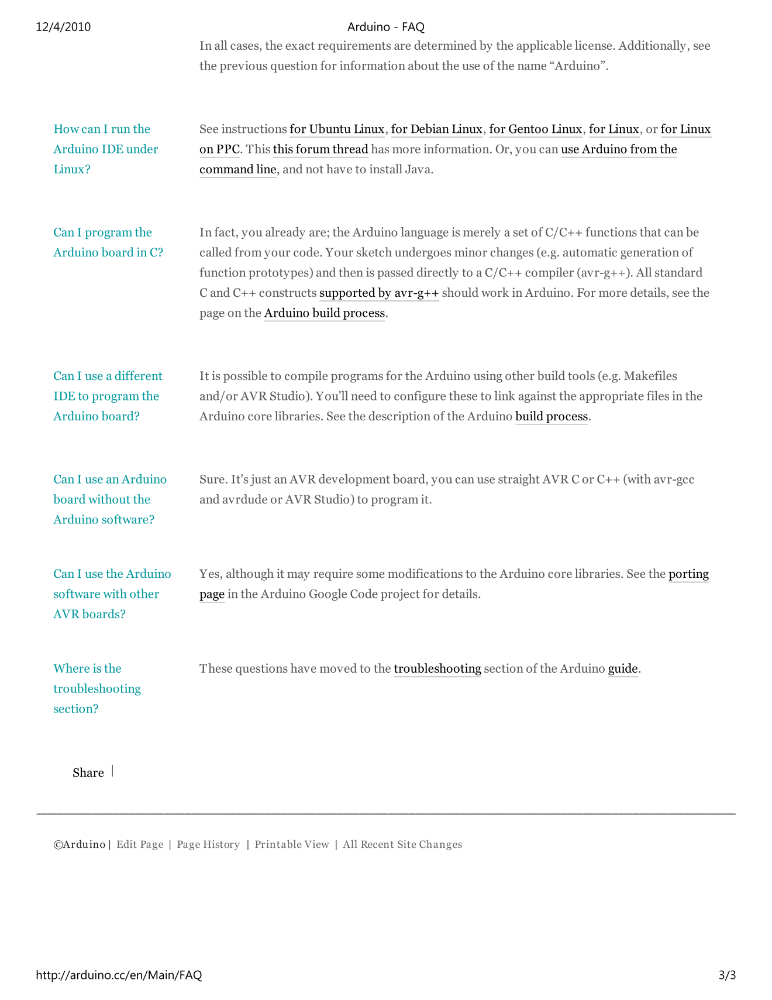 12/4/2010
Arduino - FAQ
In all cases, the exact requirements are determined by the applicable license. Additionally, see
the previous question for information about the use of the name “Arduino”.
How can I run the
Arduino IDE under
Linux?
See instructions for Ubuntu Linux, for Debian Linux, for Gentoo Linux, for Linux, or for Linux
on PPC. This this forum thread has more information. Or, you can use Arduino from the
command line, and not have to install Java.
Can I program the
Arduino board in C?
In fact, you already are; the Arduino language is merely a set of C/C++ functions that can be
called from your code. Your sketch undergoes minor changes (e.g. automatic generation of
function prototypes) and then is passed directly to a C/C++ compiler (avr-g++). All standard
C and C++ constructs supported by avr-g++ should work in Arduino. For more details, see the
page on the Arduino build process.
Can I use a different
IDE to program the
Arduino board?
It is possible to compile programs for the Arduino using other build tools (e.g. Makefiles
and/or AVR Studio). You'll need to configure these to link against the appropriate files in the
Arduino core libraries. See the description of the Arduino build process.
Can I use an Arduino
board without the
Arduino software?
Sure. It's just an AVR development board, you can use straight AVR C or C++ (with avr-gcc
and avrdude or AVR Studio) to program it.
Can I use the Arduino
software with other
AVR boards?
Yes, although it may require some modifications to the Arduino core libraries. See the porting
page in the Arduino Google Code project for details.
Where is the
troubleshooting
section?
These questions have moved to the troubleshooting section of the Arduino guide.
Share |
©Arduino | Edit Page | Page History | Printable View | All Recent Site Changes
http://arduino.cc/en/Main/FAQ
3/3